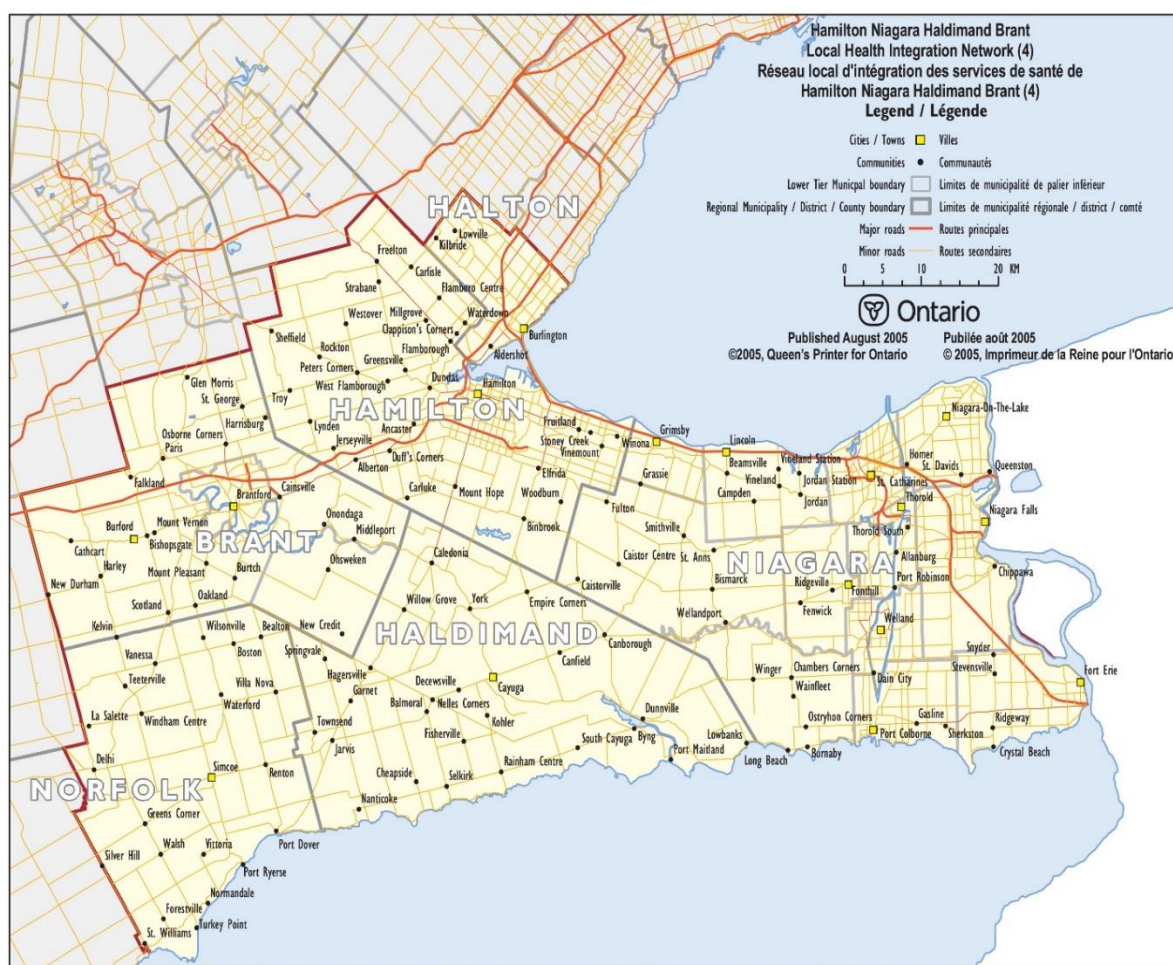 Hamilton Niagara Haldimand Brant
Local Health Integration Network (4)
Réseau local d'intégration des services de santé de
Hamilton Niagara Haldimand Brant (4)
Legend / Légende
Cities / Towns Villes
Communities Communautés
Lower Tier Municpal boundary Limites de municipalité de palier inférieur
Regional Municipality / District / County boundary Limites de municipalité régionale / district / comté
Major roads Routes principales
Minor roads Routes secondaires
0 5 10 20 KM
Ontario
Published August 2005 Publiée août 2005
©2005, Queen's Printer for Ontario © 2005, Imprimeur de la Reine pour l'Ontario
HALTON
Lowville
Kilbride
Freelton
Carlisle
Strabane
Flamboro Centre
Westover
Millgrove
Waterdown
Clappison's Corners
Burlington
Sheffield
Flamborough
Aldershot
Rockton
Greensville
Peters Corners
Glen Morris
West Flamborough
Dundas
Hamilton
St. George
Troy
HAMILTON
Harrisburg
Lynden
Ancaster
Fruitland
Grimsby
Niagara-On-The-Lake
Osborne Corners
Jerseyville
Stoney Creek
Winona
Lincoln
Paris
Duff's Corners
Vinemount
Homer
Alberton
Elfrida
Beamsville
Vineland Station
St. Davids
Queenston
Falkland
Grassie
Vineland
Jordan Station
St. Catharines
Brantford
Cainsville
Carluke
Mount Hope
Woodburn
Fulton
Campden
Jordan
Thorold
Onondaga
Niagara Falls
Burford
Mount Vernon
Middleport
Binbrook
Smithville
Thorold South
Cathcart
Bishopsgate
BRANT
Caledonia
Caistor Centre
St. Anns
NIAGARA
Allanburg
Harley
Mount Pleasant
Burtch
Ohsweken
Caistorville
Bismarck
Ridgeville
Fonthill
Port Robinson
Chippawa
New Durham
Scotland
Oakland
Willow Grove
York
Empire Corners
Wellandport
Fenwick
Welland
Kelvin
Wilsonville
Bealton
New Credit
HALDIMAND
Canborough
Boston
Springvale
Canfield
Snyder
Vanessa
Hagersville
Winger
Chambers Corners
Stevensville
Teeterville
Villa Nova
Garnet
Decewsville
Cayuga
Wainfleet
Dain City
Fort Erie
Waterford
Balmoral
Nelles Corners
La Salette
Windham Centre
Townsend
Kohler
Dunnville
Ostryhon Corners
Gasline
Ridgeway
Jarvis
Fisherville
South Cayuga
Byng
Lowbanks
Port Colborne
Sherkston
Delhi
Simcoe
Renton
Rainham Centre
Port Maitland
Long Beach
Burnaby
Crystal Beach
NORFOLK
Cheapside
Selkirk
Nanticoke
Greens Corner
Port Dover
Walsh
Vittoria
Silver Hill
Port Ryerse
Normandale
Forestville
Turkey Point
St. Williams